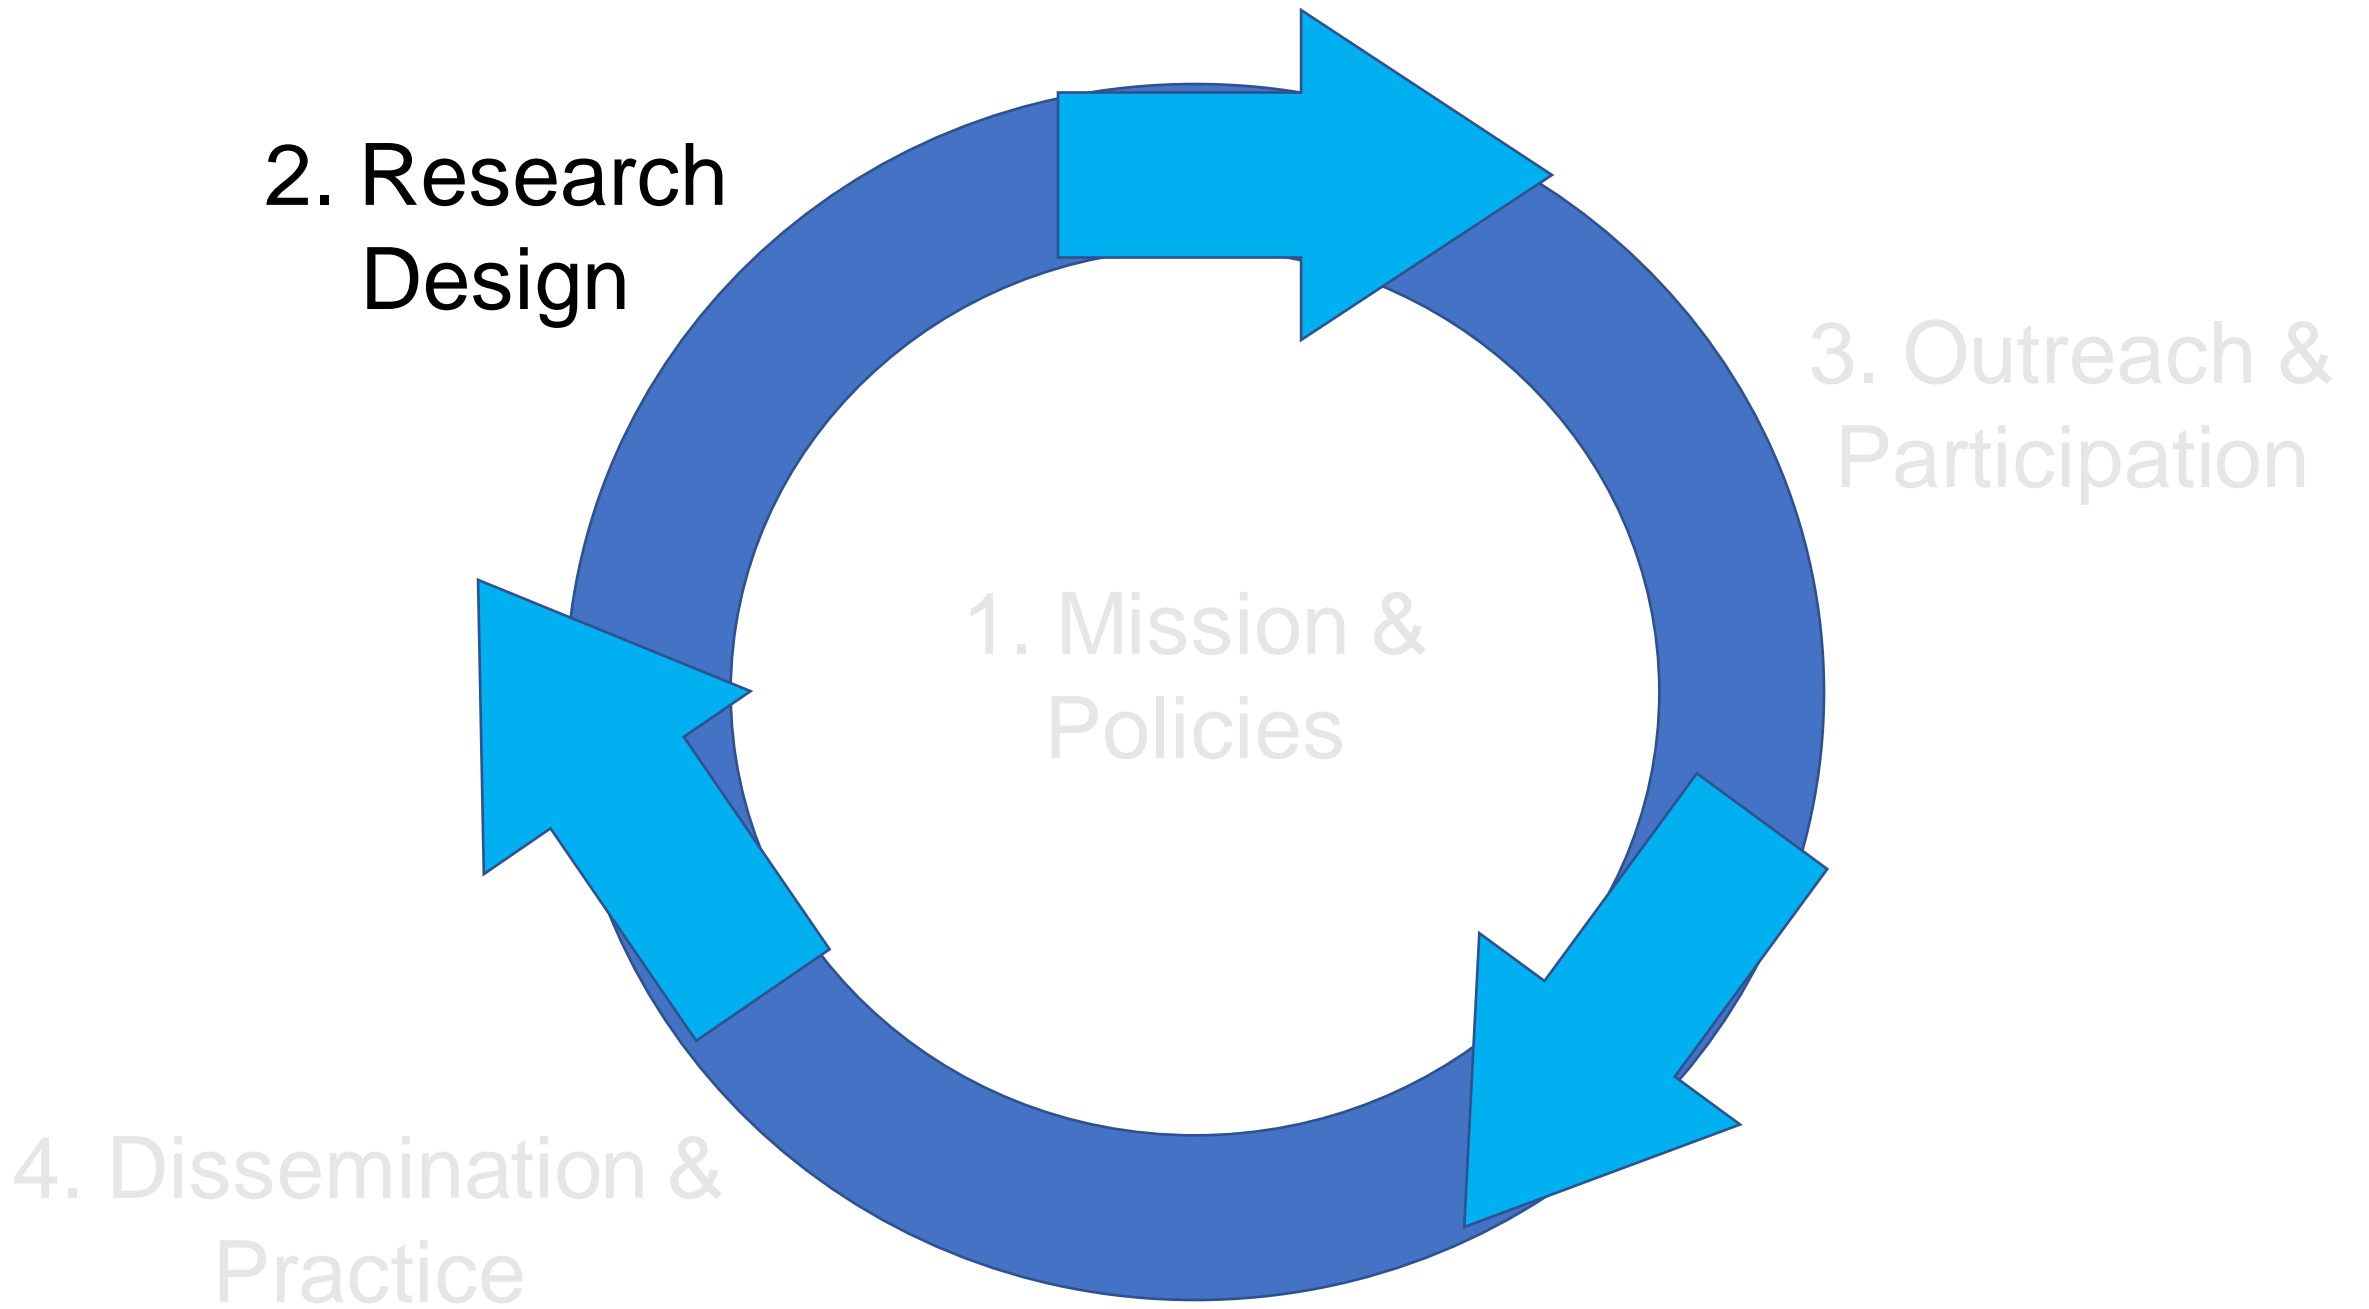 2. Research
Design
3. Outreach &
Participation
1. Mission &
Policies
4. Dissemination &
Practice